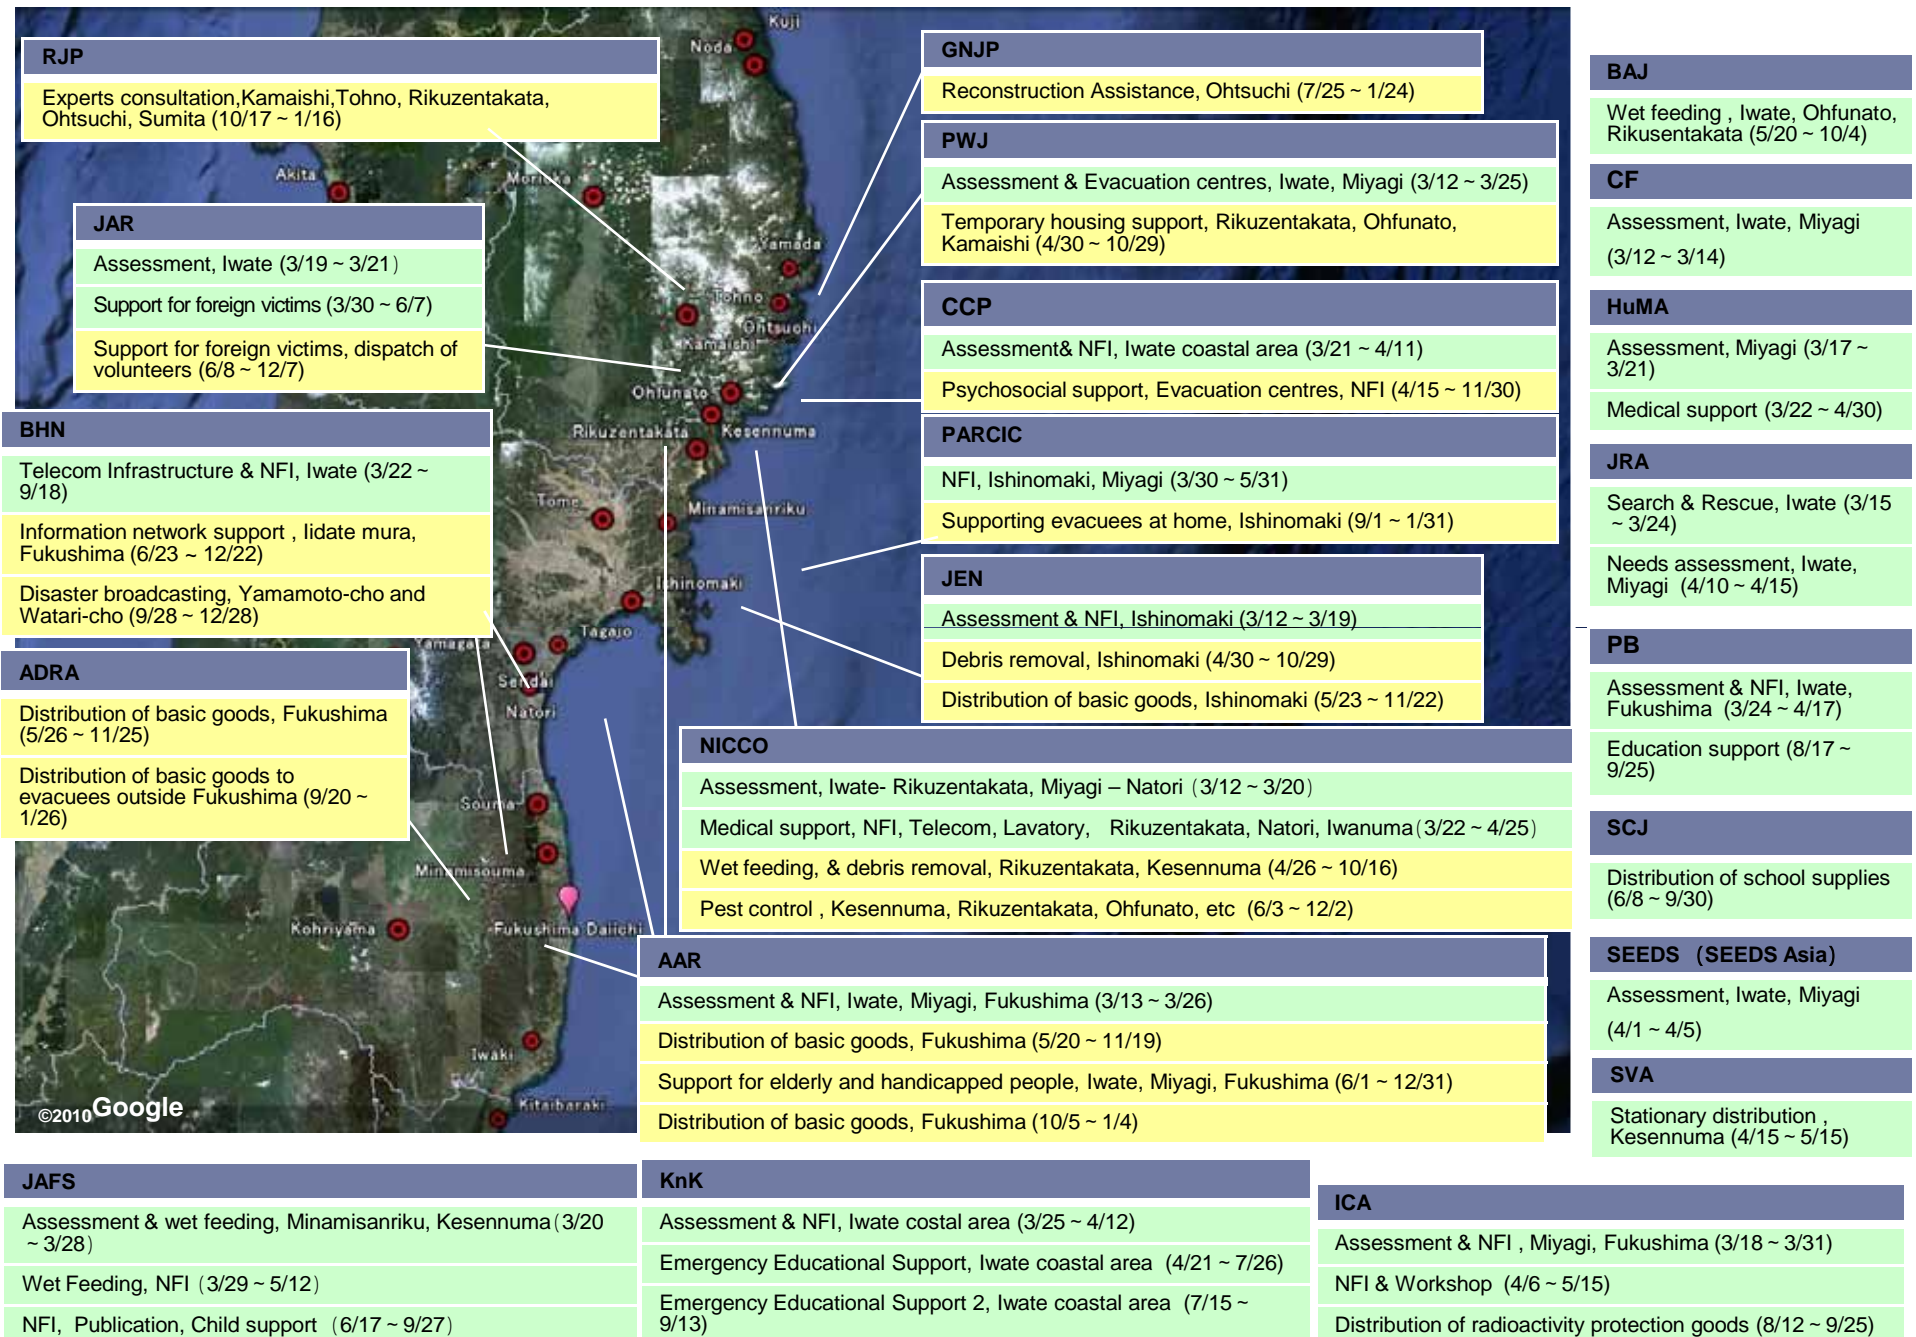 RJP
Experts consultation,Kamaishi,Tohno, Rikuzentakata,
Ohtsuchi, Sumita (10/17 ~ 1/16)
JAR
Assessment, Iwate (3/19 ~ 3/21)
Support for foreign victims (3/30 ~ 6/7)
Support for foreign victims, dispatch of
volunteers (6/8 ~ 12/7)
BHN
Telecom Infrastructure & NFI, Iwate (3/22 ~
9/18)
Information network support , Iidate mura,
Fukushima (6/23 ~ 12/22)
Disaster broadcasting, Yamamoto-cho and
Watari-cho (9/28 ~ 12/28)
ADRA
Distribution of basic goods, Fukushima
(5/26 ~ 11/25)
Distribution of basic goods to
evacuees outside Fukushima (9/20 ~
1/26)
Kuji
Noda
Akita
Morioka
Yamada
Tohno
Ohtsuchi
Kamaishi
Ohfunato
Rikuzentakata
Kesennuma
Tome
Minamisanriku
Ishinomaki
Tagajo
Yamagata
Sendai
Natori
Souma
Minamisouma
Kohriyama
Fukushima Daiichi
Iwaki
Kitaibaraki
©2010 Google
GNJP
Reconstruction Assistance, Ohtsuchi (7/25 ~ 1/24)
PWJ
Assessment & Evacuation centres, Iwate, Miyagi (3/12 ~ 3/25)
Temporary housing support, Rikuzentakata, Ohfunato,
Kamaishi (4/30 ~ 10/29)
CCP
Assessment& NFI, Iwate coastal area (3/21 ~ 4/11)
Psychosocial support, Evacuation centres, NFI (4/15 ~ 11/30)
PARCIC
NFI, Ishinomaki, Miyagi (3/30 ~ 5/31)
Supporting evacuees at home, Ishinomaki (9/1 ~ 1/31)
JEN
Assessment & NFI, Ishinomaki (3/12 ~ 3/19)
Debris removal, Ishinomaki (4/30 ~ 10/29)
Distribution of basic goods, Ishinomaki (5/23 ~ 11/22)
NICCO
Assessment, Iwate- Rikuzentakata, Miyagi – Natori (3/12 ~ 3/20)
Medical support, NFI, Telecom, Lavatory, Rikuzentakata, Natori, Iwanuma(3/22 ~ 4/25)
Wet feeding, & debris removal, Rikuzentakata, Kesennuma (4/26 ~ 10/16)
Pest control , Kesennuma, Rikuzentakata, Ohfunato, etc (6/3 ~ 12/2)
AAR
Assessment & NFI, Iwate, Miyagi, Fukushima (3/13 ~ 3/26)
Distribution of basic goods, Fukushima (5/20 ~ 11/19)
Support for elderly and handicapped people, Iwate, Miyagi, Fukushima (6/1 ~ 12/31)
Distribution of basic goods, Fukushima (10/5 ~ 1/4)
BAJ
Wet feeding , Iwate, Ohfunato,
Rikusentakata (5/20 ~ 10/4)
CF
Assessment, Iwate, Miyagi
(3/12 ~ 3/14)
HuMA
Assessment, Miyagi (3/17 ~
3/21)
Medical support (3/22 ~ 4/30)
JRA
Search & Rescue, Iwate (3/15
~ 3/24)
Needs assessment, Iwate,
Miyagi (4/10 ~ 4/15)
PB
Assessment & NFI, Iwate,
Fukushima (3/24 ~ 4/17)
Education support (8/17 ~
9/25)
SCJ
Distribution of school supplies
(6/8 ~ 9/30)
SEEDS (SEEDS Asia)
Assessment, Iwate, Miyagi
(4/1 ~ 4/5)
SVA
Stationary distribution ,
Kesennuma (4/15 ~ 5/15)
JAFS
Assessment & wet feeding, Minamisanriku, Kesennuma(3/20
~ 3/28)
Wet Feeding, NFI (3/29 ~ 5/12)
NFI, Publication, Child support (6/17 ~ 9/27)
KnK
Assessment & NFI, Iwate costal area (3/25 ~ 4/12)
Emergency Educational Support, Iwate coastal area (4/21 ~ 7/26)
Emergency Educational Support 2, Iwate coastal area (7/15 ~
9/13)
ICA
Assessment & NFI , Miyagi, Fukushima (3/18 ~ 3/31)
NFI & Workshop (4/6 ~ 5/15)
Distribution of radioactivity protection goods (8/12 ~ 9/25)